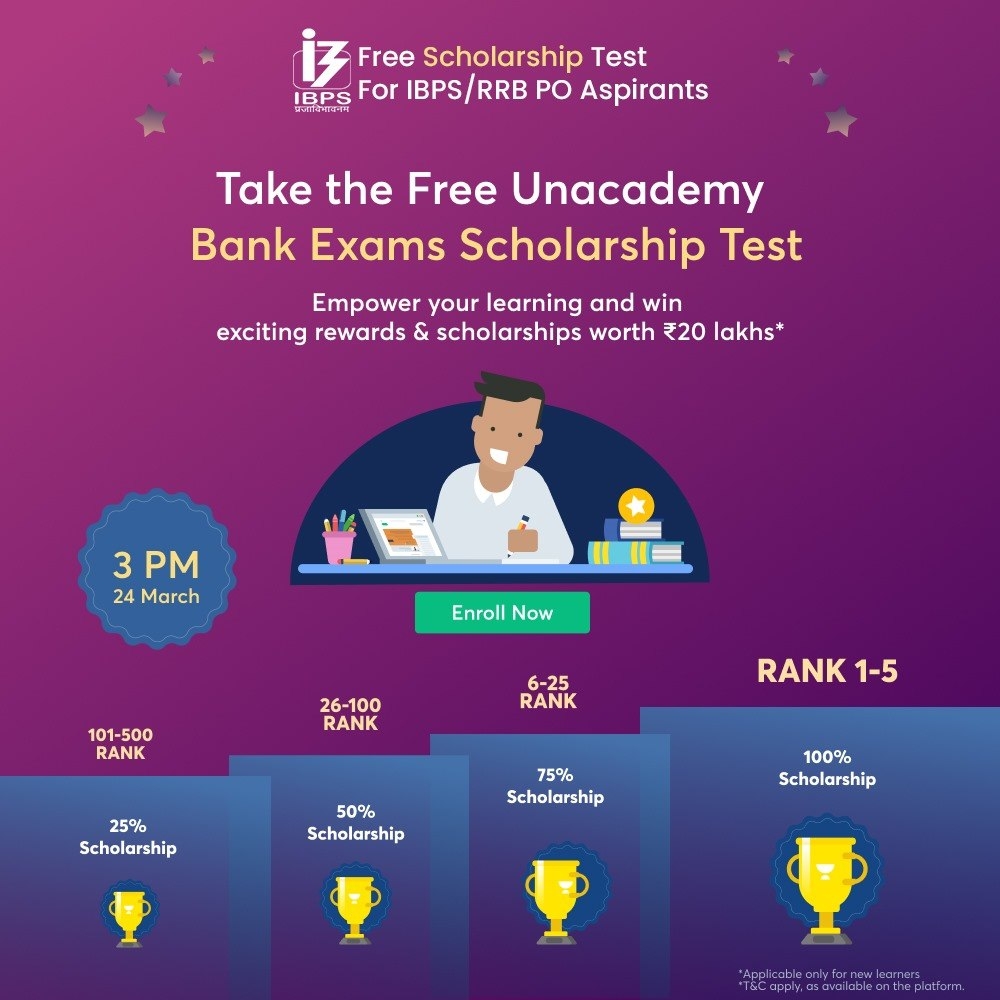 IBPS
प्रजाविभावनम
Free Scholarship Test
For IBPS/RRB PO Aspirants
Take the Free Unacademy
Bank Exams Scholarship Test
Empower your learning and win
exciting rewards & scholarships worth ₹20 lakhs*
3 PM
24 March
Enroll Now
101-500
RANK
25%
Scholarship
26-100
RANK
50%
Scholarship
6-25
RANK
75%
Scholarship
RANK 1-5
100%
Scholarship
*Applicable only for new learners
*T&C apply, as available on the platform.